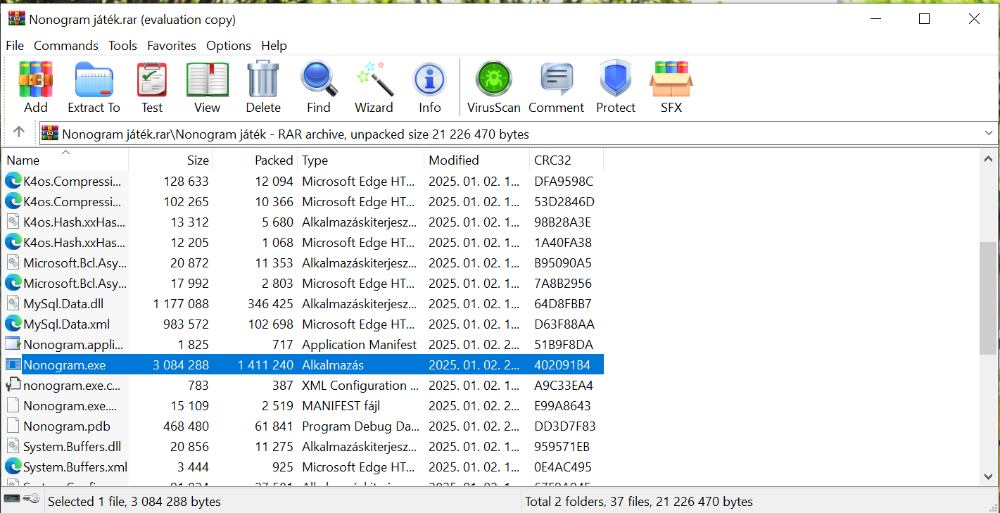 Nonogram játék.rar (evaluation copy)
File Commands Tools Favorites Options Help
Add Extract To Test View Delete Find Wizard Info VirusScan Comment Protect SFX
Nonogram játék.rar\Nonogram játék - RAR archive, unpacked size 21 226 470 bytes
Name Size Packed Type Modified CRC32
K4os.Compressi... 128 633 12 094 Microsoft Edge HT... 2025. 01. 02. 1... DFA9598C
K4os.Compressi... 102 265 10 366 Microsoft Edge HT... 2025. 01. 02. 1... 53D2846D
K4os.Hash.xxHas... 13 312 5 680 Alkalmazáskiterjesz... 2025. 01. 02. 1... 98B28A3E
K4os.Hash.xxHas... 12 205 1 068 Microsoft Edge HT... 2025. 01. 02. 1... 1A40FA38
Microsoft.Bcl.Asy... 20 872 11 353 Alkalmazáskiterjesz... 2025. 01. 02. 1... B95090A5
Microsoft.Bcl.Asy... 17 992 2 803 Microsoft Edge HT... 2025. 01. 02. 1... 7A8B2956
MySql.Data.dll 1 177 088 346 425 Alkalmazáskiterjesz... 2025. 01. 02. 1... 64D8FBB7
MySql.Data.xml 983 572 102 698 Microsoft Edge HT... 2025. 01. 02. 1... D63F88AA
Nonogram.appli... 1 825 717 Application Manifest 2025. 01. 02. 2... 51B9F8DA
Nonogram.exe 3 084 288 1 411 240 Alkalmazás 2025. 01. 02. 2... 402091B4
nonogram.exe.c... 783 387 XML Configuration ... 2025. 01. 02. 2... A9C33EA4
Nonogram.exe.... 15 109 2 519 MANIFEST fájl 2025. 01. 02. 2... E99A8643
Nonogram.pdb 468 480 61 841 Program Debug Da... 2025. 01. 02. 2... DD3D7F83
System.Buffers.dll 20 856 11 275 Alkalmazáskiterjesz... 2025. 01. 02. 1... 959571EB
System.Buffers.xml 3 444 925 Microsoft Edge HT... 2025. 01. 02. 1... 0E4AC495
Selected 1 file, 3 084 288 bytes
Total 2 folders, 37 files, 21 226 470 bytes